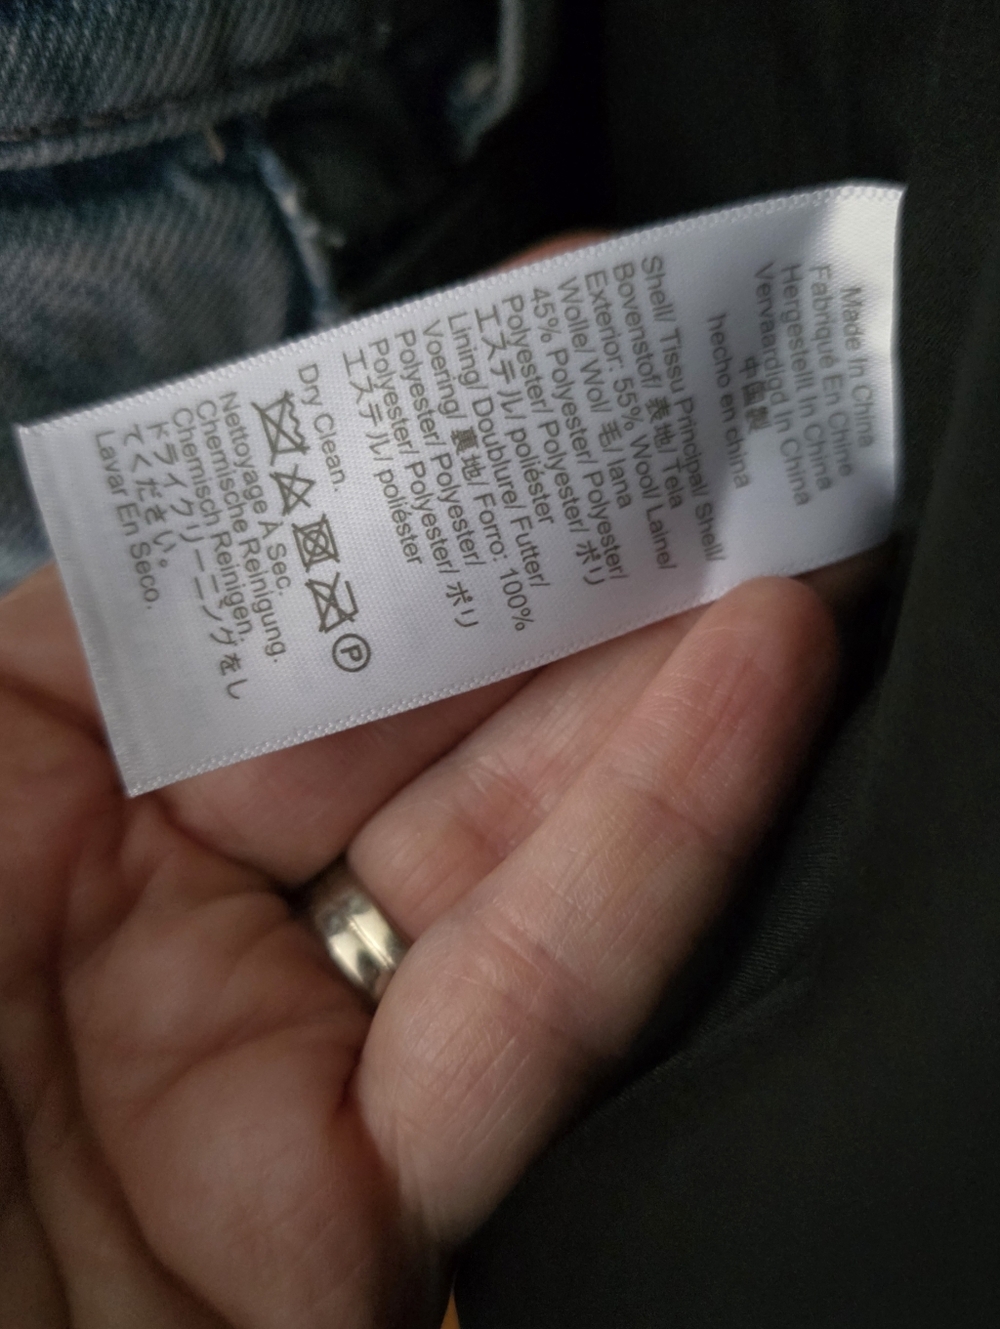 Made In China
Fabriqué En Chine
Hergestellt In China
Vervaardigd In China
中国製
hecho en china
Shell/ Tissu Principal/ Shell/
Bovenstof/ 表地/ Tela
Exterior: 55% Wool/ Laine/
Wolle/ Wol/ 毛/ lana
45% Polyester/ Polyester/
Polyester/ Polyester/ ポリ
エステル/ poliéster
Lining/ Doublure/ Futter/
Voering/ 裏地/ Forro: 100%
Polyester/ Polyester/
Polyester/ Polyester/ ポリ
エステル/ poliéster
Dry Clean.
P
Nettoyage À Sec.
Chemische Reinigung.
Chemisch Reinigen.
ドライクリーニングをし
てください。
Lavar En Seco.